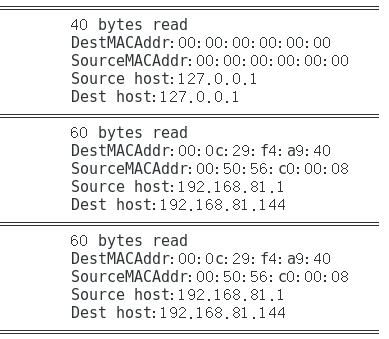 40 bytes read
DestMACAddr:00:00:00:00:00:00
SourceMACAddr:00:00:00:00:00:00
Source host:127.0.0.1
Dest host:127.0.0.1
60 bytes read
DestMACAddr:00:0c:29:f4:a9:40
SourceMACAddr:00:50:56:c0:00:08
Source host:192.168.81.1
Dest host:192.168.81.144
60 bytes read
DestMACAddr:00:0c:29:f4:a9:40
SourceMACAddr:00:50:56:c0:00:08
Source host:192.168.81.1
Dest host:192.168.81.144